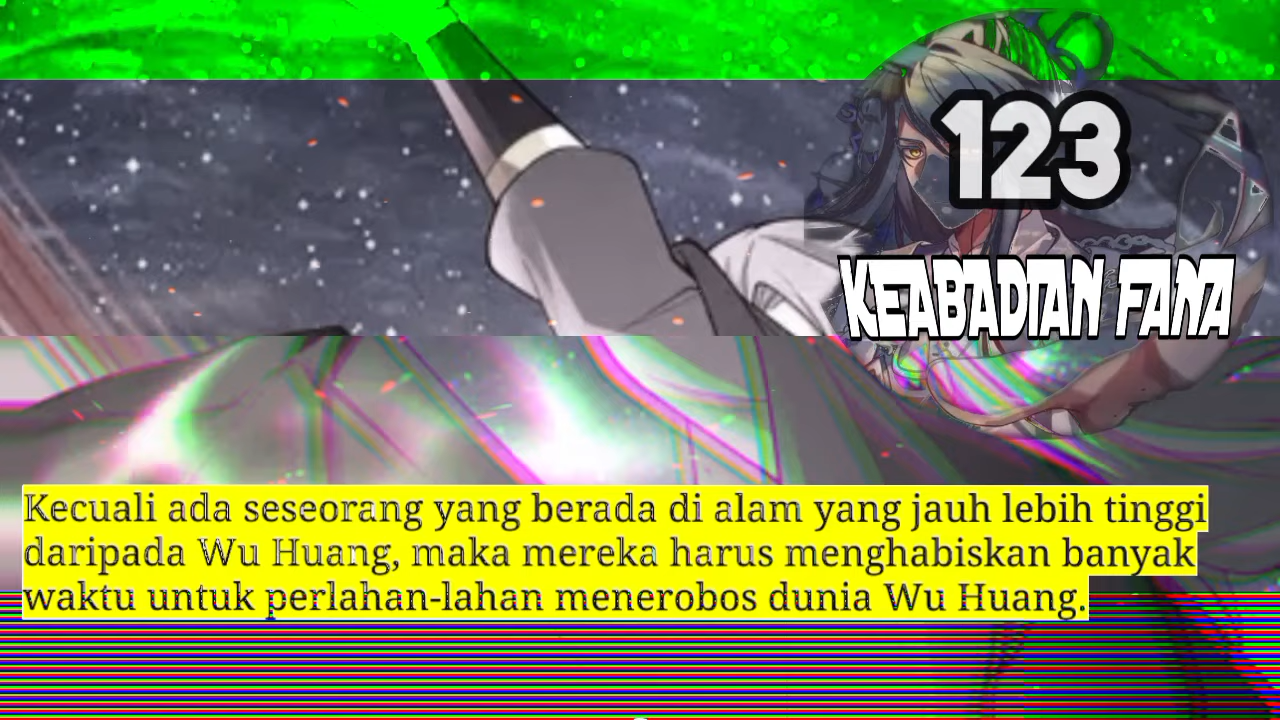 123
KEABADIAN FANA
Kecuali ada seseorang yang berada di alam yang jauh lebih tinggi
daripada Wu Huang, maka mereka harus menghabiskan banyak
waktu untuk perlahan-lahan menerobos dunia Wu Huang.